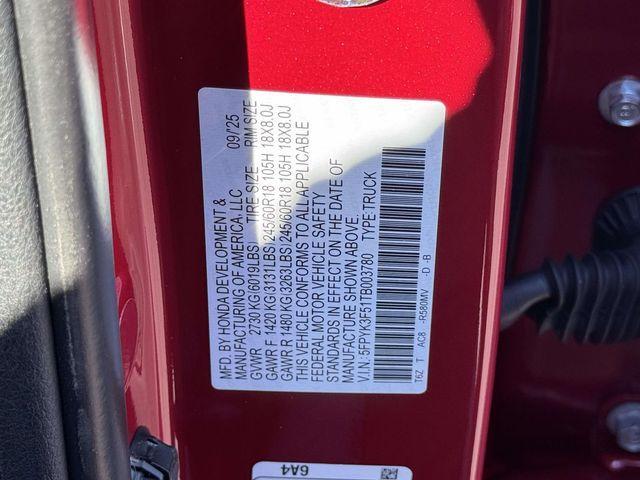 MFD. BY HONDA DEVELOPMENT &
MANUFACTURING OF AMERICA, LLC 09/25
GVWR 2730 KG(6019LBS) TIRE SIZE RIM SIZE
GAWR F 1420 KG(3131LBS)245/60R18 105H 18X8.0J
GAWR R 1480 KG(3263LBS)245/60R18 105H 18X8.0J
THIS VEHICLE CONFORMS TO ALL APPLICABLE
FEDERAL MOTOR VEHICLE SAFETY
STANDARDS IN EFFECT ON THE DATE OF
MANUFACTURE SHOWN ABOVE.
V.I.N: 5FPYK3F51TB003780 TYPE:TRUCK
T6Z T AC8 -R580MV -D -B
6A4